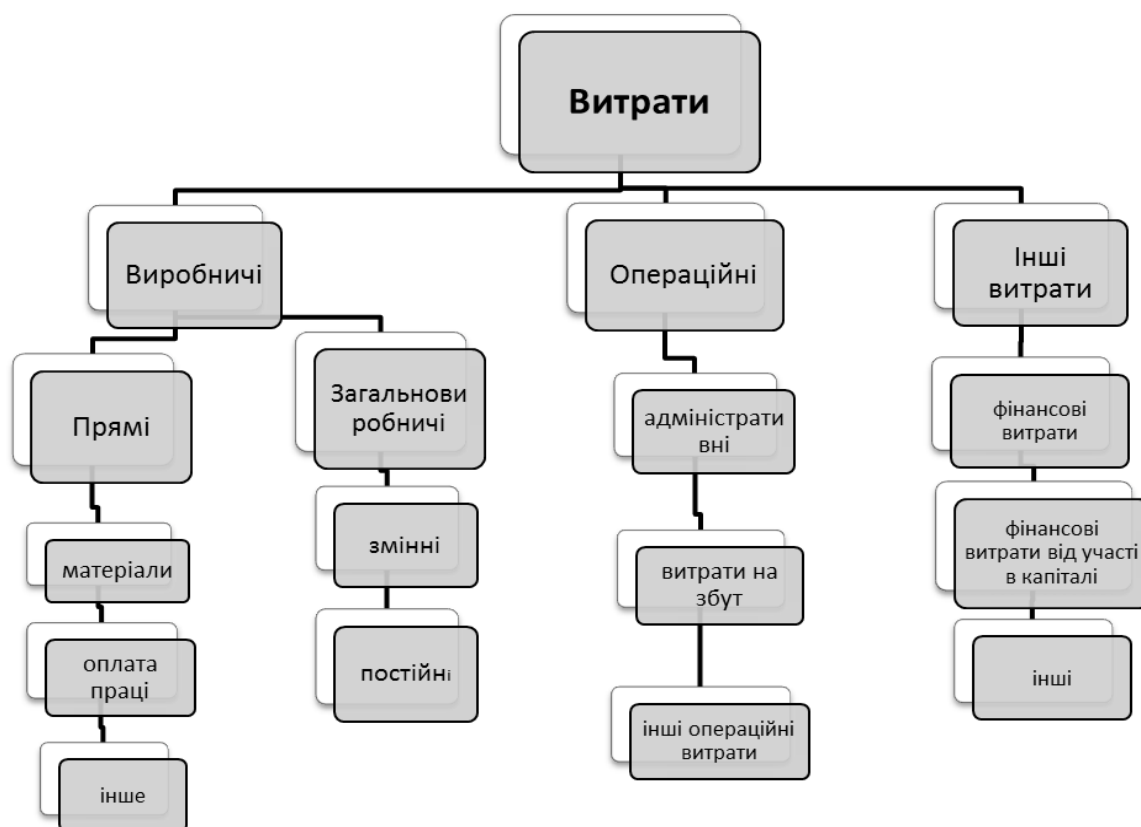 Витрати
Виробничі
Операційні
Інші
витрати
Прямі
Загальнови
робничі
адміністрати
вні
фінансові
витрати
матеріали
змінні
витрати на
збут
фінансові
витрати від участі
в капіталі
оплата
праці
постійні
інші операційні
витрати
інші
інше